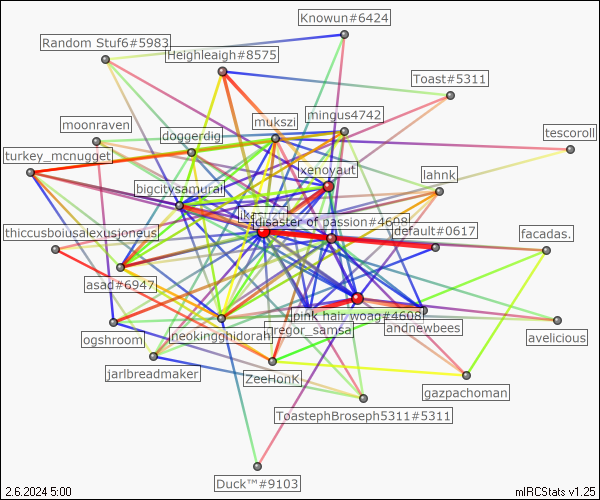 Knowun#6424
Random Stuf6#5983
Heighleaigh#8575
Toast#5311
moonraven
mukszi
mingus4742
doggerdig
tescoroll
turkey_mcnugget
xenovaut
bigcitysamurai
lahnk
disaster of passion#4608
thiccusboiusalexusioneus
default#0617
facadas.
asad#6947
pink hair woag#4608
gregor_samsa
andnewbees
neokingghidorah
ogshroom
avelicious
jarlbreadmaker
ZeeHonK
gazpachoman
ToastephBroseph5311#5311
Duck™#9103
2.6.2024 5:00
mIRCStats v1.25